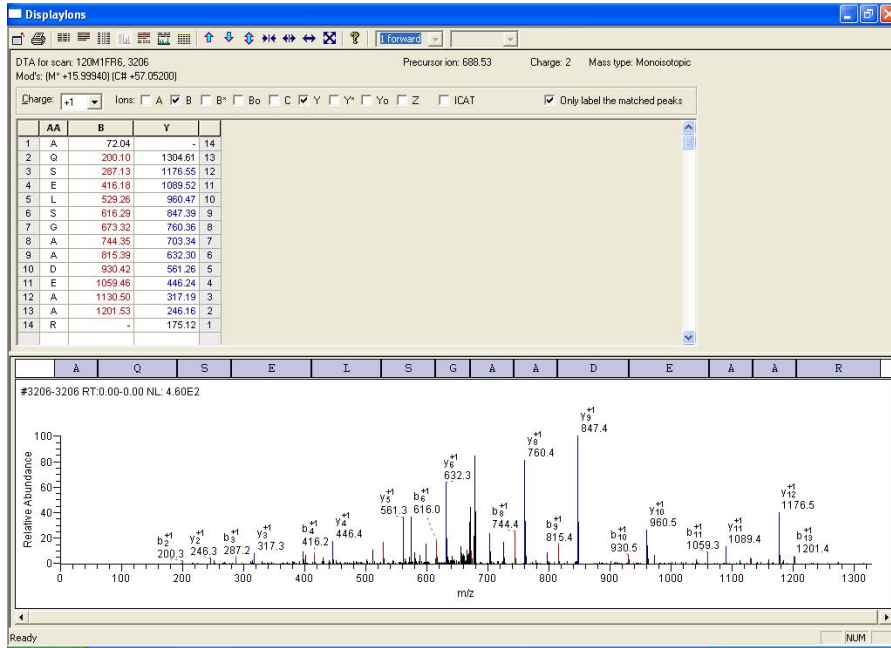 DisplayIons
1 forward
DTA for scan: 120M1FR6, 3206 Precursor ion: 688.53 Charge: 2 Mass type: Monoisotopic
Mod's: (M* +15.99940) (C# +57.05200)
Charge: +1 Ions: A B B* Bo C Y Y* Yo Z ICAT Only label the matched peaks
AA B Y
1 A 72.04 - 14
2 Q 200.10 1304.61 13
3 S 287.13 1176.55 12
4 E 416.18 1089.52 11
5 L 529.26 960.47 10
6 S 616.29 847.39 9
7 G 673.32 760.36 8
8 A 744.35 703.34 7
9 A 815.39 632.30 6
10 D 930.42 561.26 5
11 E 1059.46 446.24 4
12 A 1130.50 317.19 3
13 A 1201.53 246.16 2
14 R - 175.12 1
A Q S E L S G A A D E A A R
#3206-3206 RT:0.00-0.00 NL: 4.60E2
Relative Abundance
100
80
60
40
20
0
b2+1 200.3
y2+1 246.3
b3+1 287.2
y3+1 317.3
b4+1 416.2
y4+1 446.4
y5+1 561.3
b6+1 616.0
y6+1 632.3
b8+1 744.4
y8+1 760.4
b9+1 815.4
y9+1 847.4
b10+1 930.5
y10+1 960.5
b11+1 1059.3
y11+1 1089.4
y12+1 1176.5
b13+1 1201.4
0 100 200 300 400 500 600 700 800 900 1000 1100 1200 1300
m/z
Ready NUM